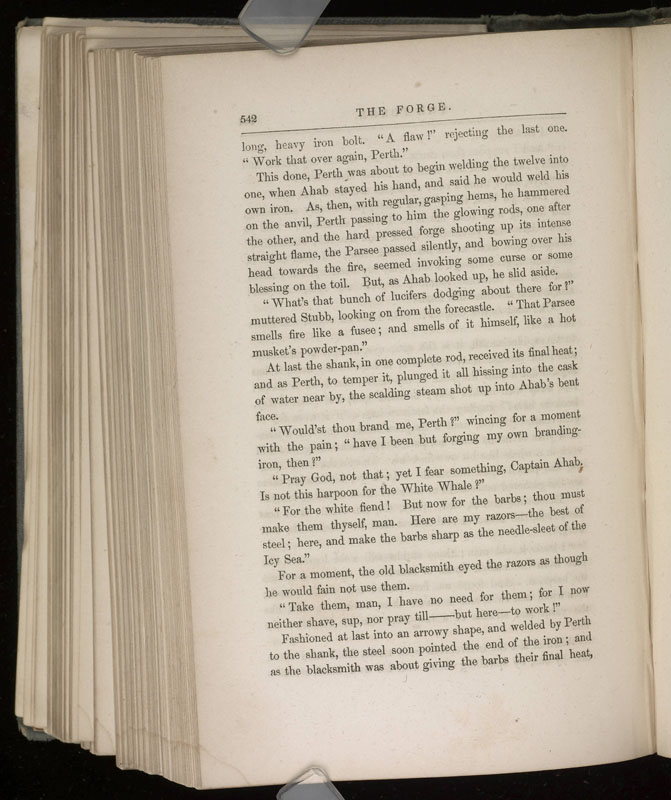 542
THE FORGE.
long, heavy iron bolt. “A flaw!” rejecting the last one.
“Work that over again, Perth.”
This done, Perth was about to begin welding the twelve into
one, when Ahab stayed his hand, and said he would weld his
own iron. As, then, with regular, gasping hems, he hammered
on the anvil, Perth passing to him the glowing rods, one after
the other, and the hard pressed forge shooting up its intense
straight flame, the Parsee passed silently, and bowing over his
head towards the fire, seemed invoking some curse or some
blessing on the toil. But, as Ahab looked up, he slid aside.
“What's that bunch of lucifers dodging about there for?”
muttered Stubb, looking on from the forecastle. “That Parsee
smells fire like a fusee; and smells of it himself, like a hot
musket's powder-pan.”
At last the shank, in one complete rod, received its final heat;
and as Perth, to temper it, plunged it all hissing into the cask
of water near by, the scalding steam shot up into Ahab's bent
face.
“Would'st thou brand me, Perth?” wincing for a moment
with the pain; “have I been but forging my own branding-
iron, then?”
“Pray God, not that; yet I fear something, Captain Ahab.
Is not this harpoon for the White Whale?”
“For the white fiend! But now for the barbs; thou must
make them thyself, man. Here are my razors—the best of
steel; here, and make the barbs sharp as the needle-sleet of the
Icy Sea.”
For a moment, the old blacksmith eyed the razors as though
he would fain not use them.
“Take them, man, I have no need for them; for I now
neither shave, sup, nor pray till——but here—to work!”
Fashioned at last into an arrowy shape, and welded by Perth
to the shank, the steel soon pointed the end of the iron; and
as the blacksmith was about giving the barbs their final heat,